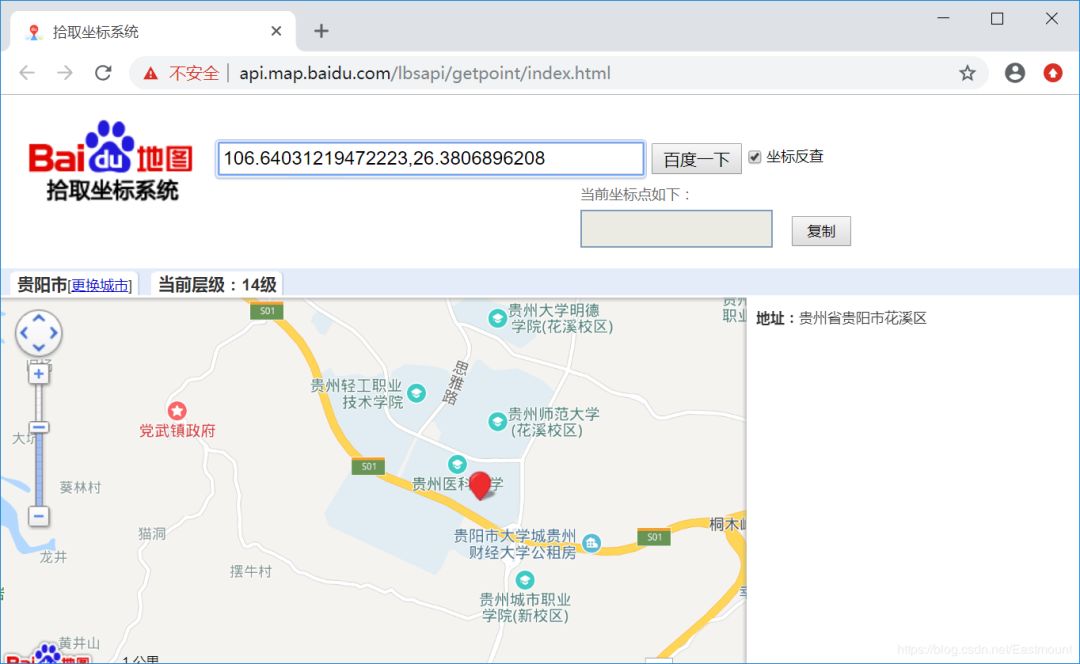 拾取坐标系统
不安全 api.map.baidu.com/lbsapi/getpoint/index.html
Bai du 地图
拾取坐标系统
106.64031219472223,26.3806896208
百度一下
坐标反查
当前坐标点如下：
复制
贵阳市[更换城市]
当前层级：14级
地址：贵州省贵阳市花溪区
S01
贵州大学明德
学院(花溪校区)
贵州
职业
思雅路
贵州轻工职业
技术学院
党武镇政府
贵州师范大学
(花溪校区)
S01
贵州医科
学
葵林村
猫洞
龙井
摆牛村
贵阳市大学城贵州
财经大学公租房
S01
桐木岭
贵州城市职业
学院(新校区)
黄井山
1 公里
https://blog.csdn.net/Eastmount